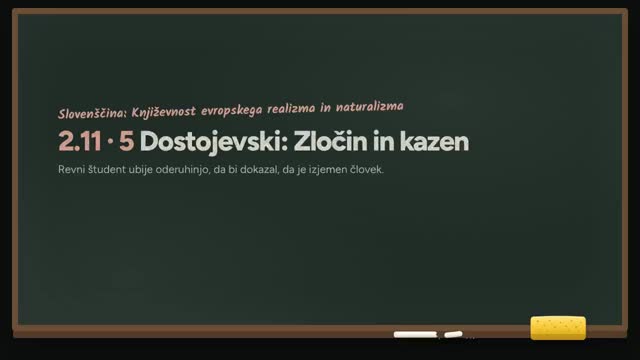 Slovenščina: Književnost evropskega realizma in naturalizma
2.11 · 5 Dostojevski: Zločin in kazen
Revni študent ubije oderuhinjo, da bi dokazal, da je izjemen človek.